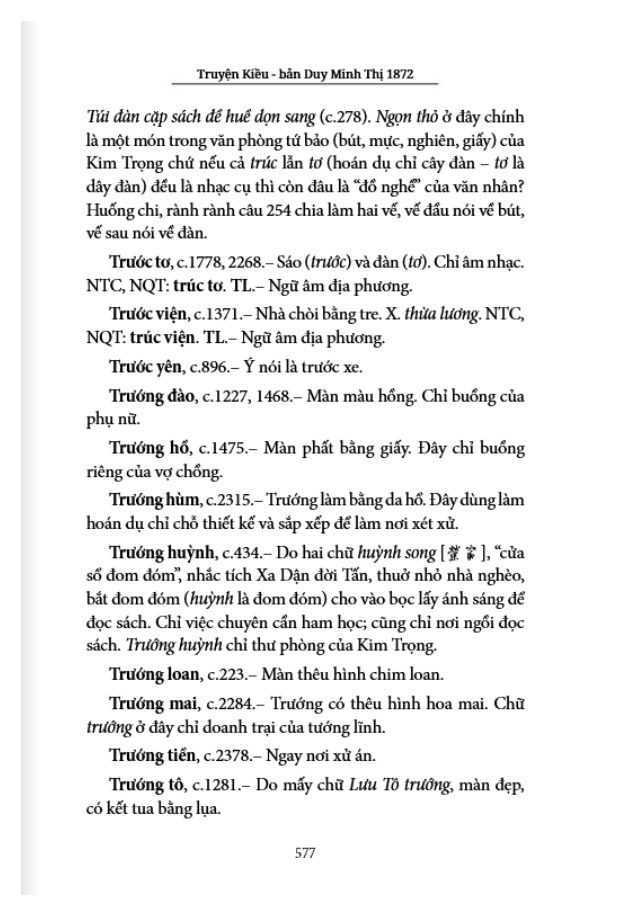 Truyện Kiều - bản Duy Minh Thị 1872
Túi đàn cặp sách đề huề dọn sang (c.278). Ngọn thỏ ở đây chính
là một món trong văn phòng tứ bảo (bút, mực, nghiên, giấy) của
Kim Trọng chứ nếu cả trúc lẫn tơ (hoán dụ chỉ cây đàn – tơ là
dây đàn) đều là nhạc cụ thì còn đâu là “đồ nghề” của văn nhân?
Huống chi, rành rành câu 254 chia làm hai vế, vế đầu nói về bút,
vế sau nói về đàn.
Trước tơ, c.1778, 2268.– Sáo (trước) và đàn (tơ). Chỉ âm nhạc.
NTC, NQT: trúc tơ. TL.– Ngữ âm địa phương.
Trước viện, c.1371.– Nhà chòi bằng tre. X. thừa lương. NTC,
NQT: trúc viện. TL.– Ngữ âm địa phương.
Trước yên, c.896.– Ý nói là trước xe.
Trướng đào, c.1227, 1468.– Màn màu hồng. Chỉ buồng của
phụ nữ.
Trướng hồ, c.1475.– Màn phất bằng giấy. Đây chỉ buồng
riêng của vợ chồng.
Trướng hùm, c.2315.– Trướng làm bằng da hổ. Đây dùng làm
hoán dụ chỉ chỗ thiết kế và sắp xếp để làm nơi xét xử.
Trướng huỳnh, c.434.– Do hai chữ huỳnh song [螢 ], “cửa
sổ đom đóm”, nhắc tích Xa Dận đời Tấn, thuở nhỏ nhà nghèo,
bắt đom đóm (huỳnh là đom đóm) cho vào bọc lấy ánh sáng để
đọc sách. Chỉ việc chuyên cần ham học; cũng chỉ nơi ngồi đọc
sách. Trướng huỳnh chỉ thư phòng của Kim Trọng.
Trướng loan, c.223.– Màn thêu hình chim loan.
Trướng mai, c.2284.– Trướng có thêu hình hoa mai. Chữ
trướng ở đây chỉ doanh trại của tướng lĩnh.
Trướng tiền, c.2378.– Ngay nơi xử án.
Trướng tô, c.1281.– Do mấy chữ Lưu Tô trướng, màn đẹp,
có kết tua bằng lụa.
577